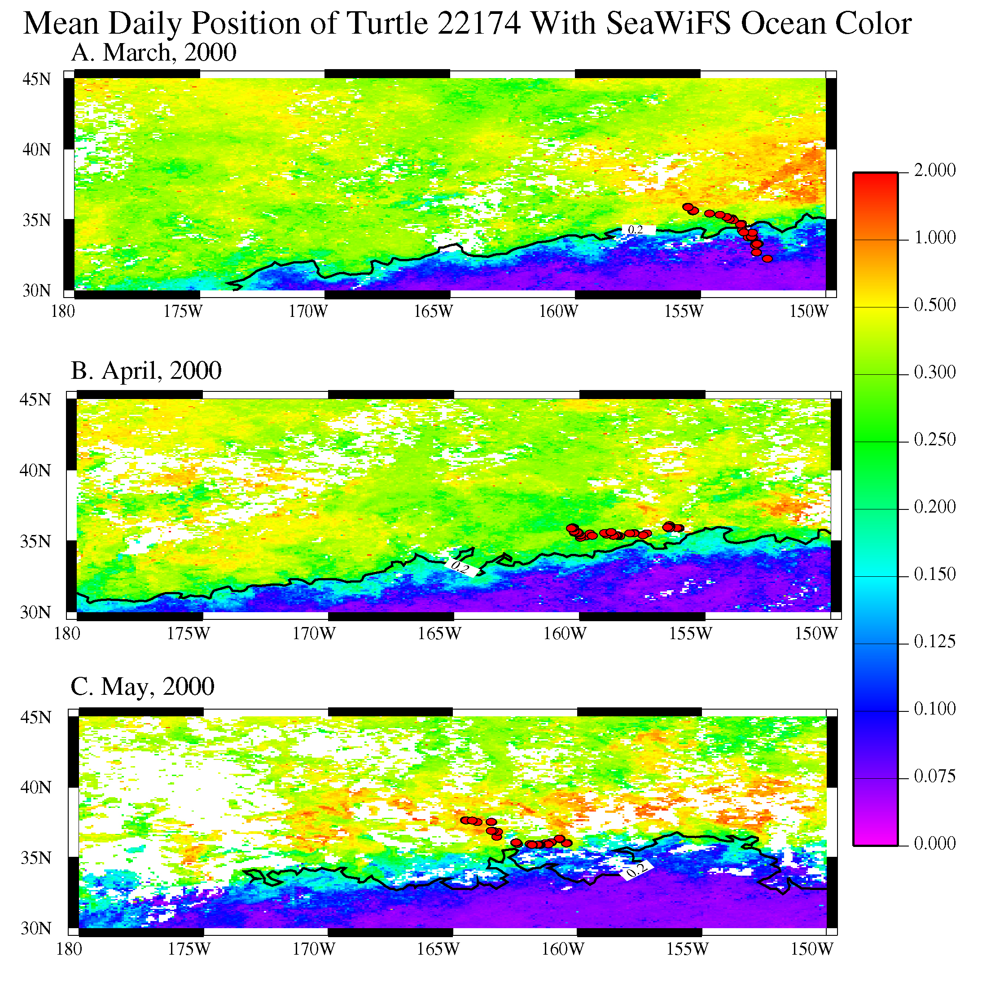 Mean Daily Position of Turtle 22174 With SeaWiFS Ocean Color
A. March, 2000
45N
40N
35N
30N
0.2
180 175W 170W 165W 160W 155W 150W
B. April, 2000
45N
40N
35N
30N
0.2
180 175W 170W 165W 160W 155W 150W
C. May, 2000
45N
40N
35N
30N
0.2
180 175W 170W 165W 160W 155W 150W
2.000
1.000
0.500
0.300
0.250
0.200
0.150
0.125
0.100
0.075
0.000